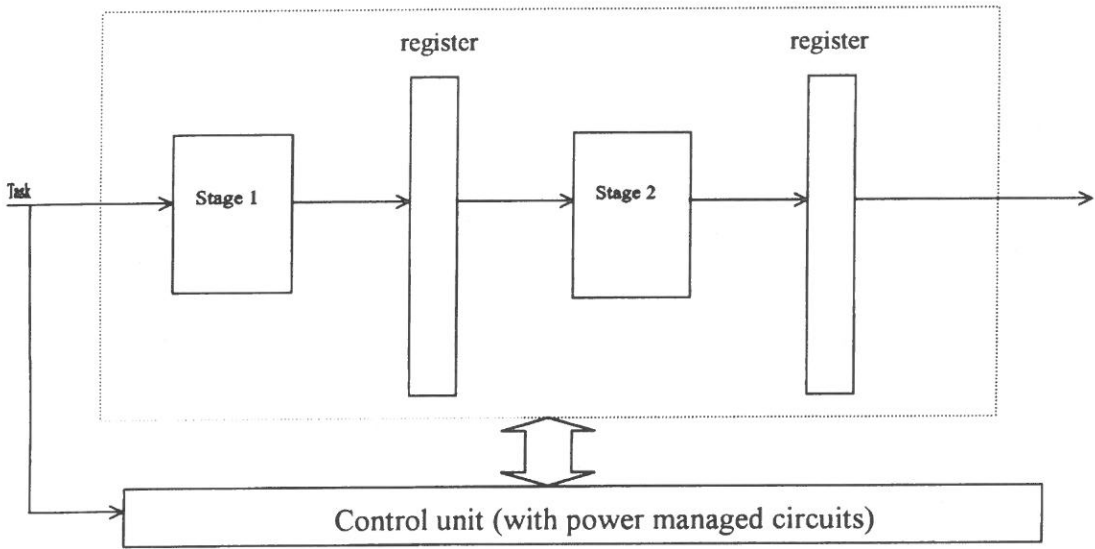 register
register
Task
Stage 1
Stage 2
Control unit (with power managed circuits)